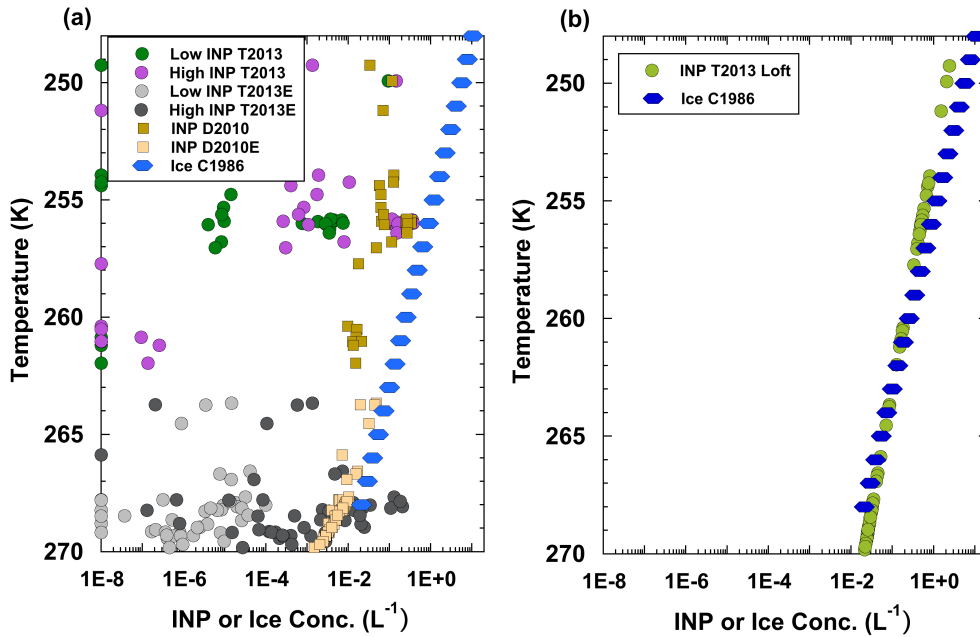 (a)
Low INP T2013
High INP T2013
Low INP T2013E
High INP T2013E
INP D2010
INP D2010E
Ice C1986
250
255
260
265
270
Temperature (K)
1E-8 1E-6 1E-4 1E-2 1E+0
INP or Ice Conc. (L⁻¹)
(b)
INP T2013 Loft
Ice C1986
250
255
260
265
270
Temperature (K)
1E-8 1E-6 1E-4 1E-2 1E+0
INP or Ice Conc. (L⁻¹)